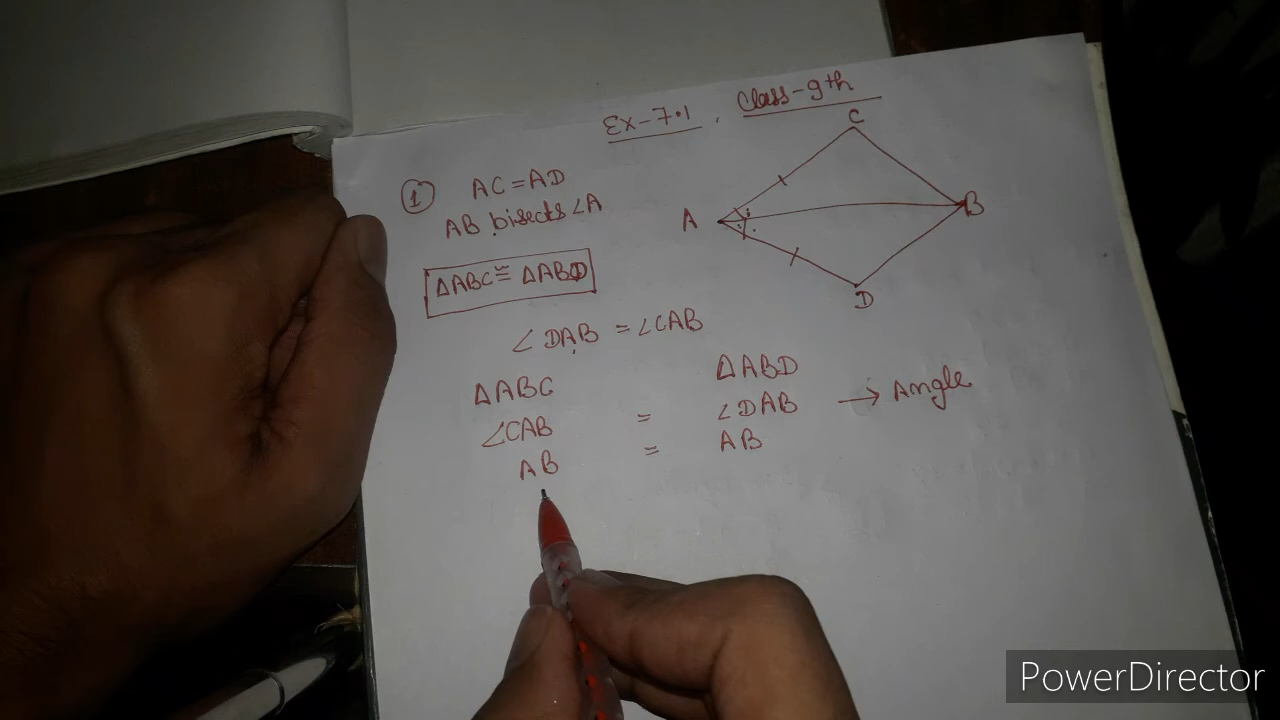 Ex-7.1, Class-9th
① AC=AD
AB bisects ∠A
ΔABC ≅ ΔABD
C
A
B
D
∠DAB = ∠CAB
ΔABC ΔABD
∠CAB = ∠DAB → Angle
AB = AB
PowerDirector